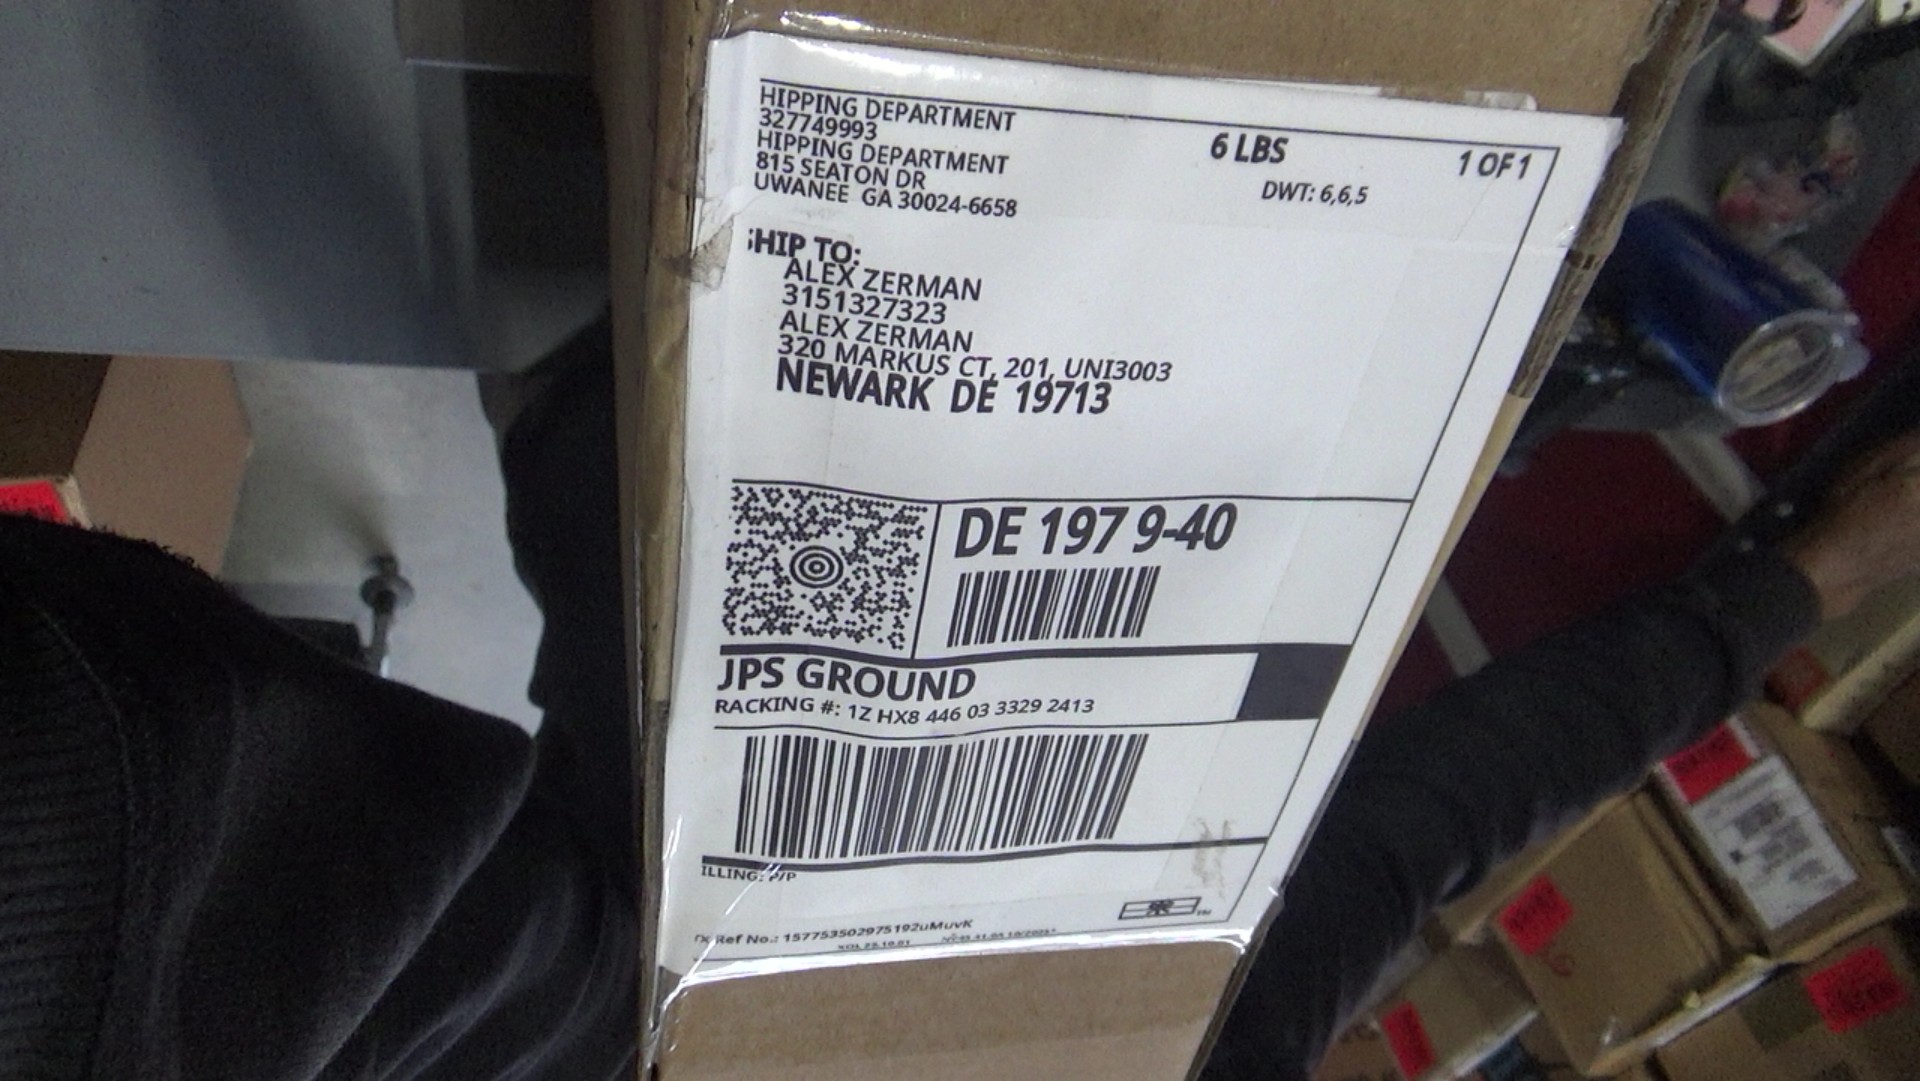 HIPPING DEPARTMENT
327749993
HIPPING DEPARTMENT
815 SEATON DR
UWANEE GA 30024-6658
6 LBS
1 OF 1
DWT: 6,6,5
SHIP TO:
ALEX ZERMAN
3151327323
ALEX ZERMAN
320 MARKUS CT, 201, UNI3003
NEWARK DE 19713
DE 197 9-40
JPS GROUND
RACKING #: 1Z HX8 446 03 3329 2413
ILLING: P/P
Ref No.: 157753502975192uMuvK